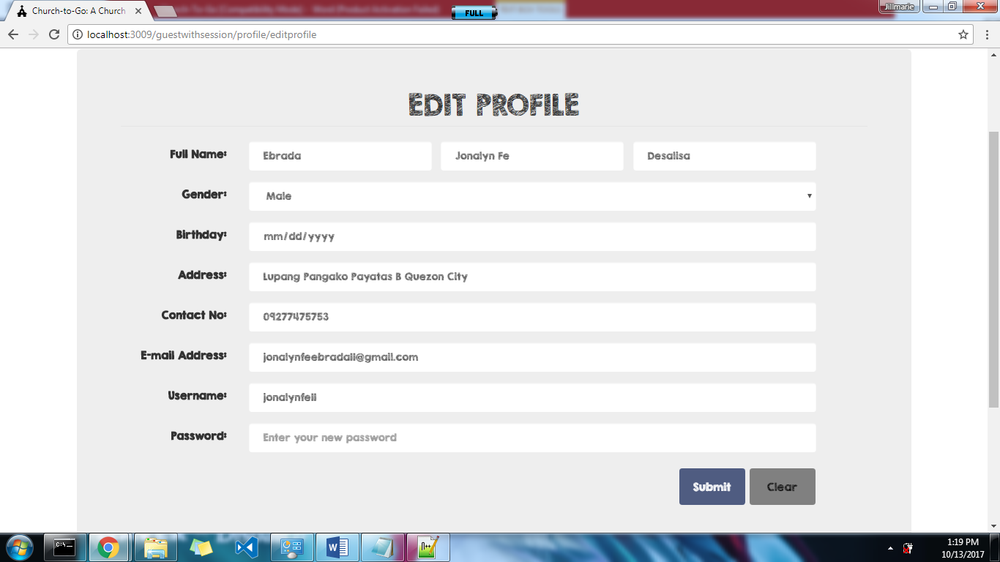 Church-to-Go: A Church
FULL
Jillmarie
localhost:3009/guestwithsession/profile/editprofile
EDIT PROFILE
Full Name: Ebrada Jonalyn Fe Desalisa
Gender: Male
Birthday: mm/dd/yyyy
Address: Lupang Pangako Payatas B Quezon City
Contact No: 09277475753
E-mail Address: jonalynfeebradaii@gmail.com
Username: jonalynfeii
Password: Enter your new password
Submit Clear
1:19 PM
10/13/2017